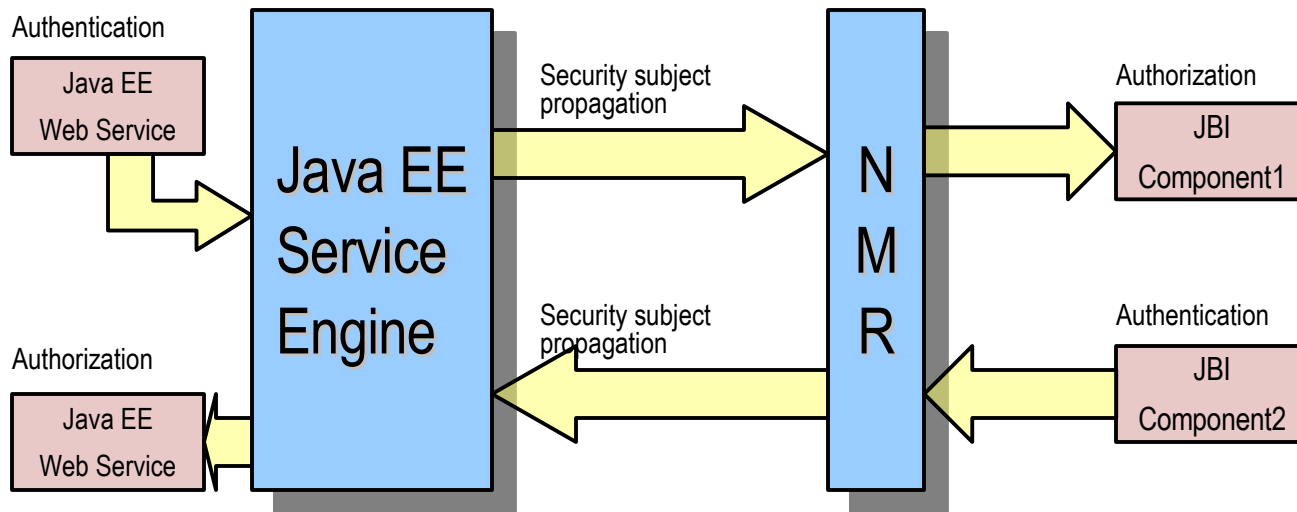 Authentication
Java EE
Web Service
Java EE
Service
Engine
Security subject
propagation
N
M
R
Authorization
JBI
Component1
Security subject
propagation
Authorization
Java EE
Web Service
Authentication
JBI
Component2